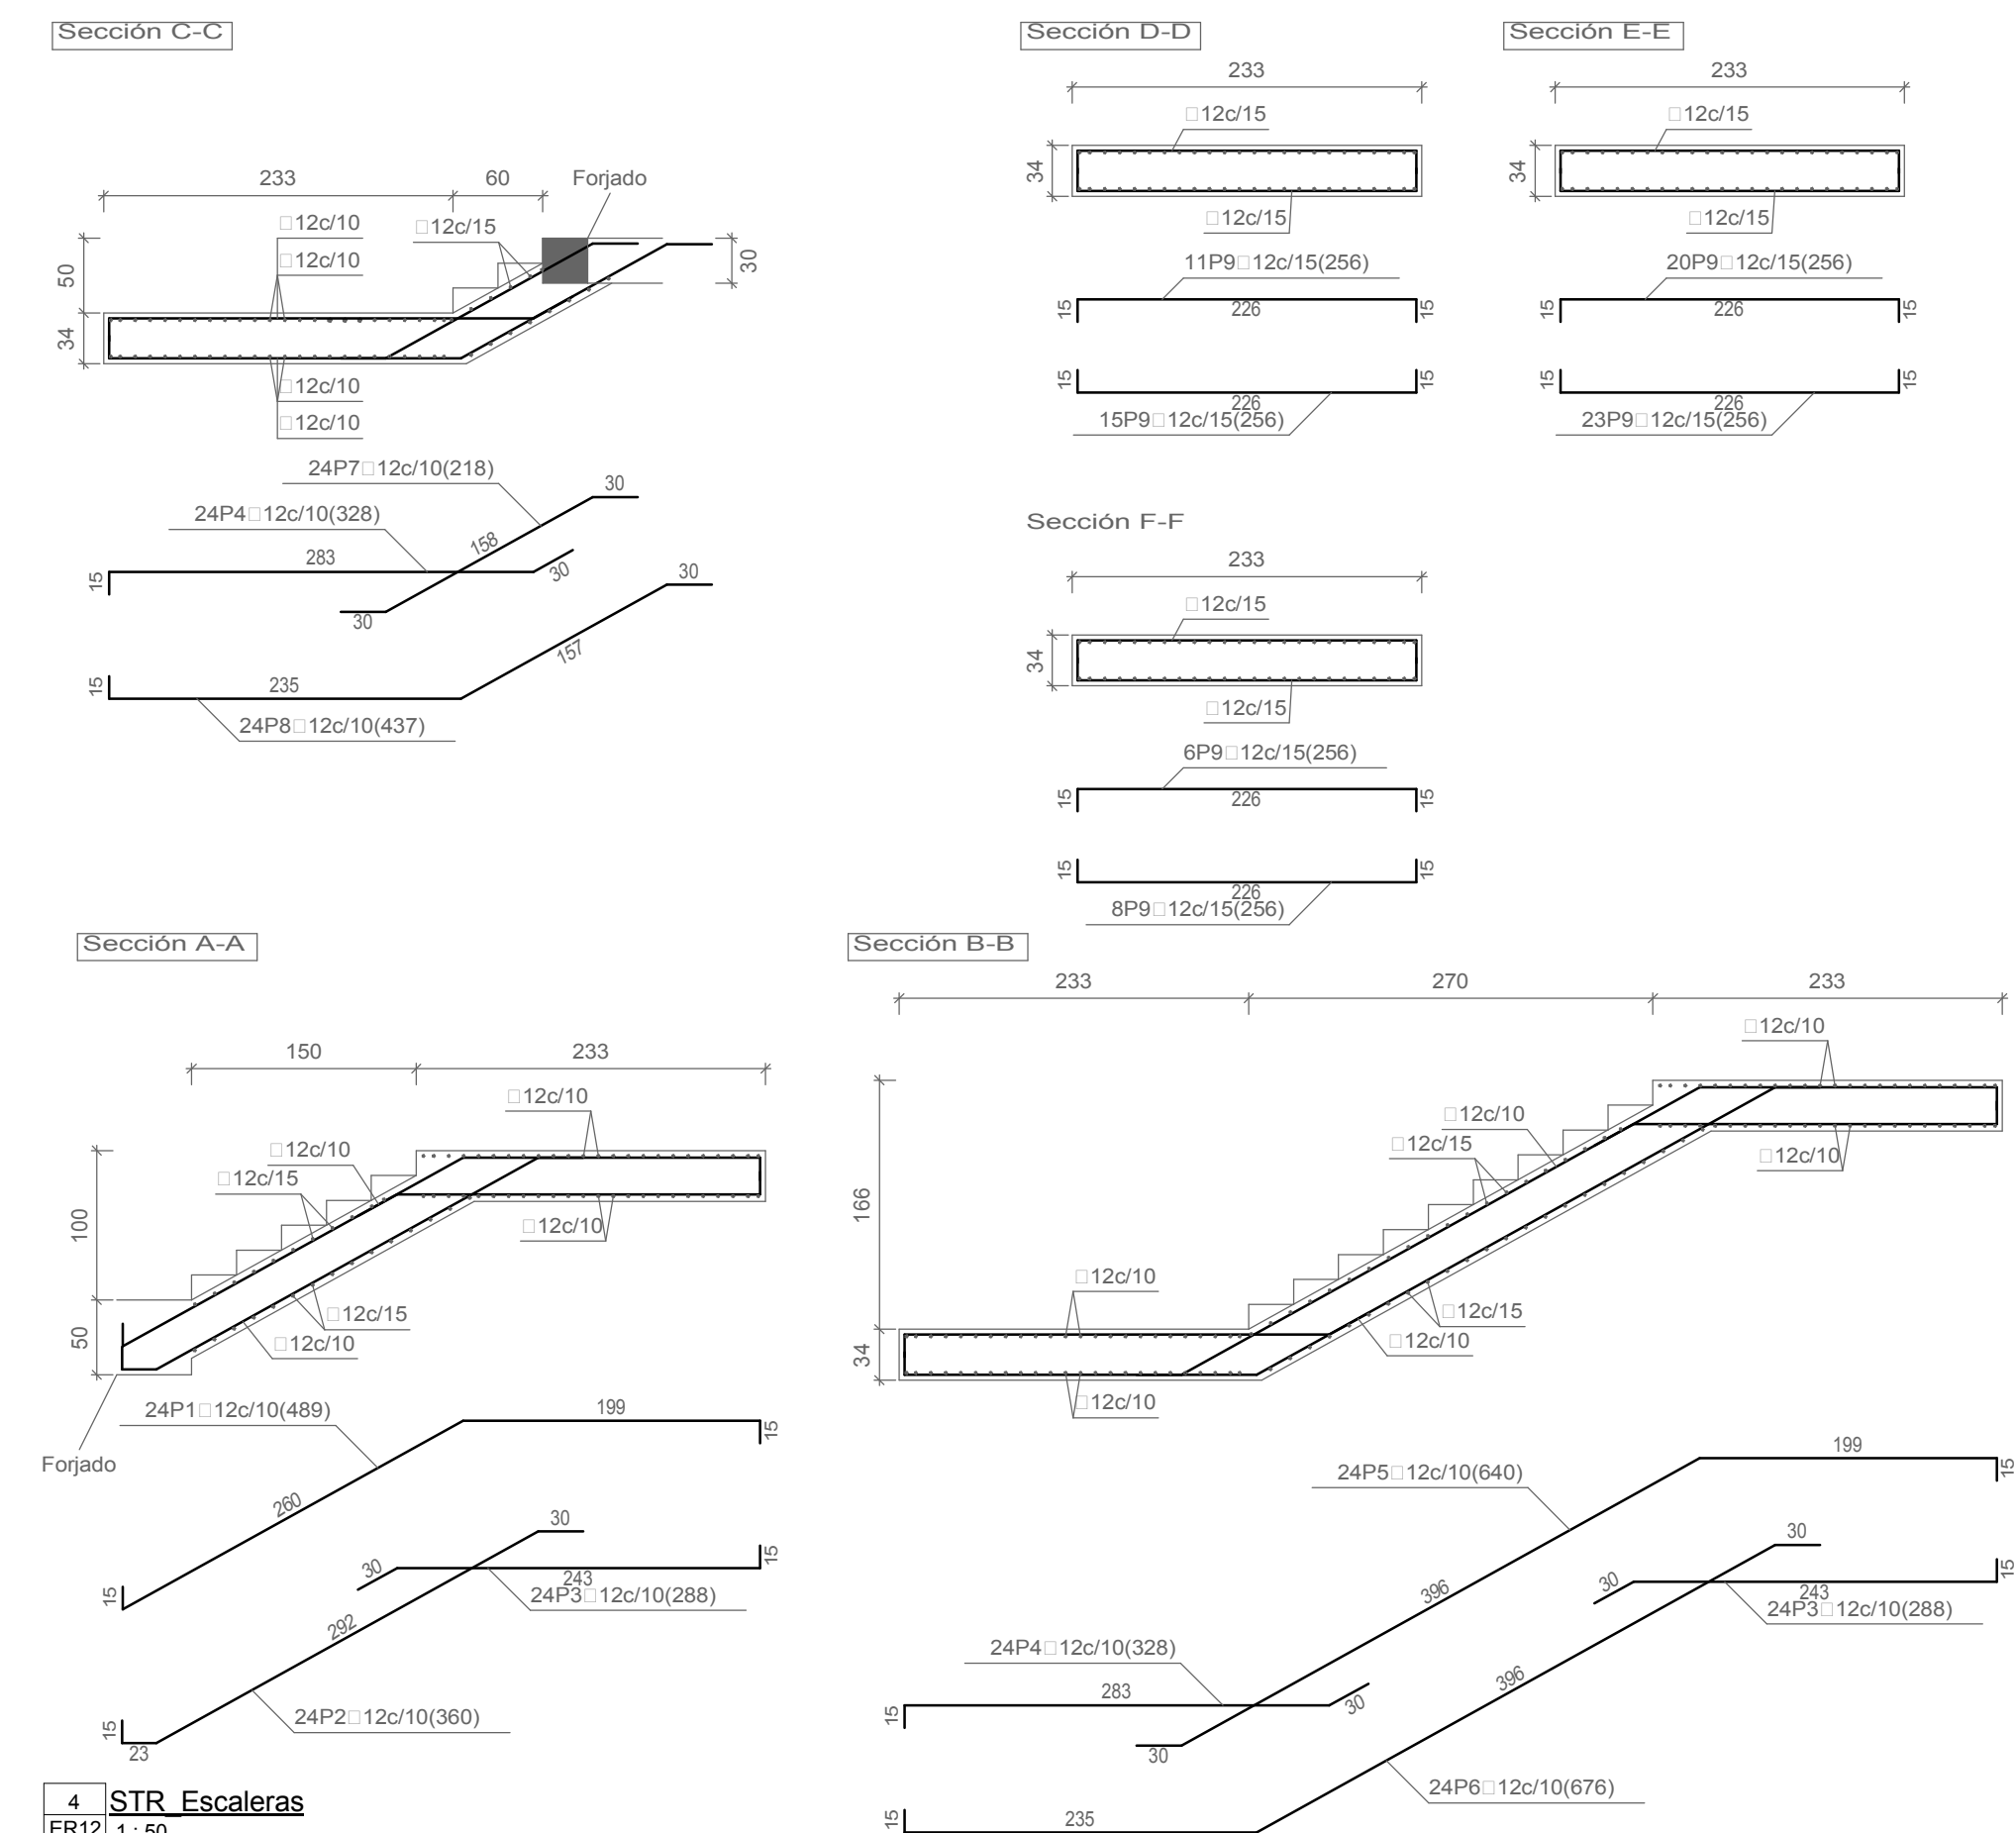 Sección C-C
233
60
Forjado
□12c/10
□12c/15
□12c/10
50
34
30
□12c/10
□12c/10
24P7□12c/10(218)
30
24P4□12c/10(328)
158
283
15
30
30
30
157
15
235
24P8□12c/10(437)
Sección D-D
233
□12c/15
34
□12c/15
11P9□12c/15(256)
15
226
15
15
226
15
15P9□12c/15(256)
Sección E-E
233
□12c/15
34
□12c/15
20P9□12c/15(256)
15
226
15
15
226
15
23P9□12c/15(256)
Sección F-F
233
□12c/15
34
□12c/15
6P9□12c/15(256)
15
226
15
15
226
15
8P9□12c/15(256)
Sección A-A
150
233
□12c/10
□12c/10
□12c/15
100
□12c/10
50
□12c/15
□12c/10
Forjado
24P1□12c/10(489)
199
15
260
15
30
30
243
15
24P3□12c/10(288)
292
24P2□12c/10(360)
15
23
Sección B-B
233
270
233
□12c/10
□12c/10
□12c/15
□12c/10
166
□12c/10
□12c/15
□12c/10
34
□12c/10
199
15
24P5□12c/10(640)
30
30
243
15
24P3□12c/10(288)
396
24P4□12c/10(328)
283
15
30
30
396
24P6□12c/10(676)
15
235
4
STR_Escaleras
ER12
1 : 50